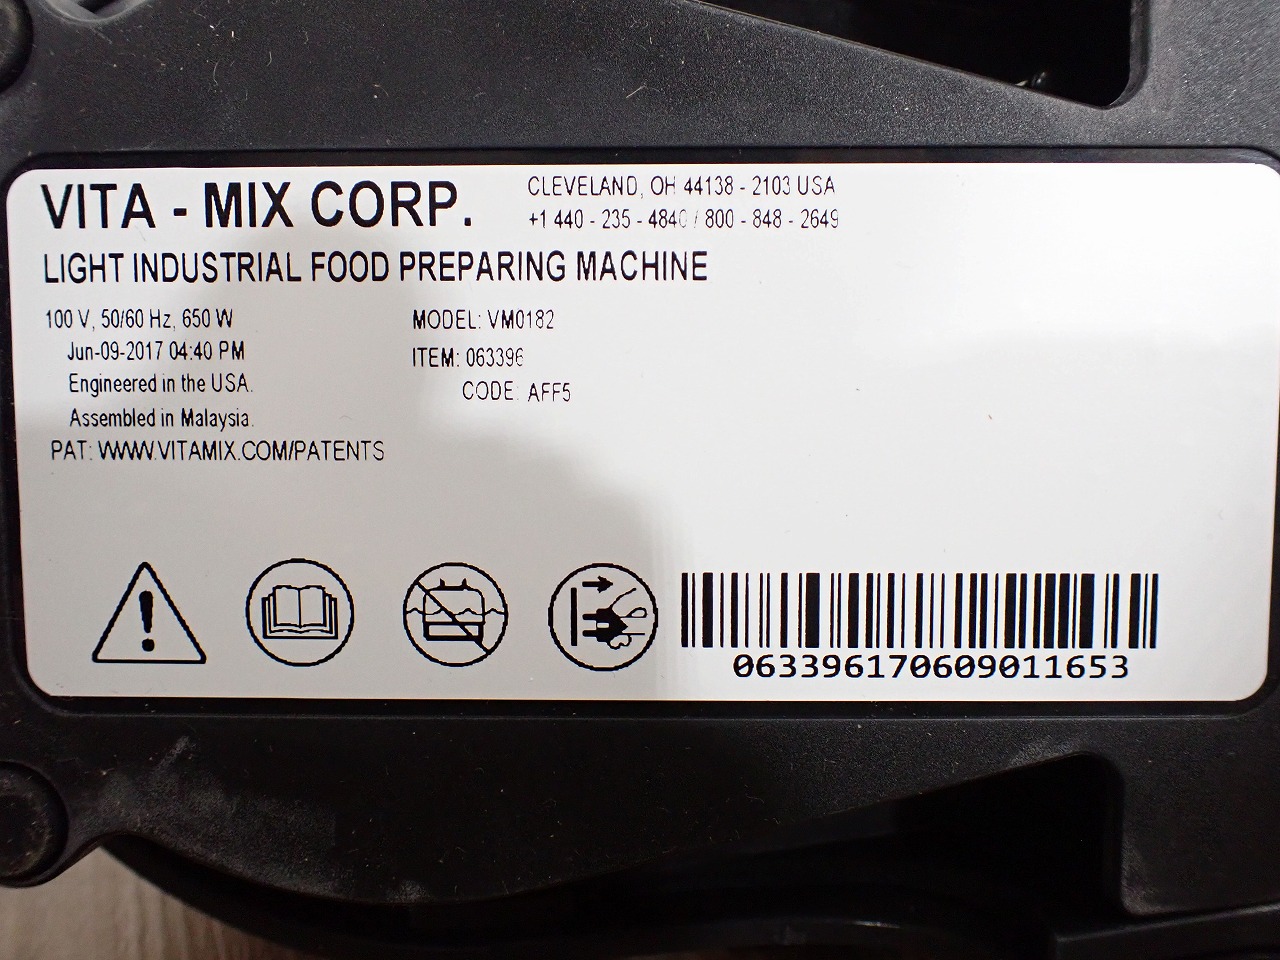 VITA - MIX CORP.
CLEVELAND, OH 44138 - 2103 USA
+1 440 - 235 - 4840 / 800 - 848 - 2649
LIGHT INDUSTRIAL FOOD PREPARING MACHINE
100 V, 50/60 Hz, 650 W
Jun-09-2017 04:40 PM
Engineered in the USA.
Assembled in Malaysia.
PAT: WWW.VITAMIX.COM/PATENTS
MODEL: VM0182
ITEM: 063396
CODE: AFF5
063396170609011653